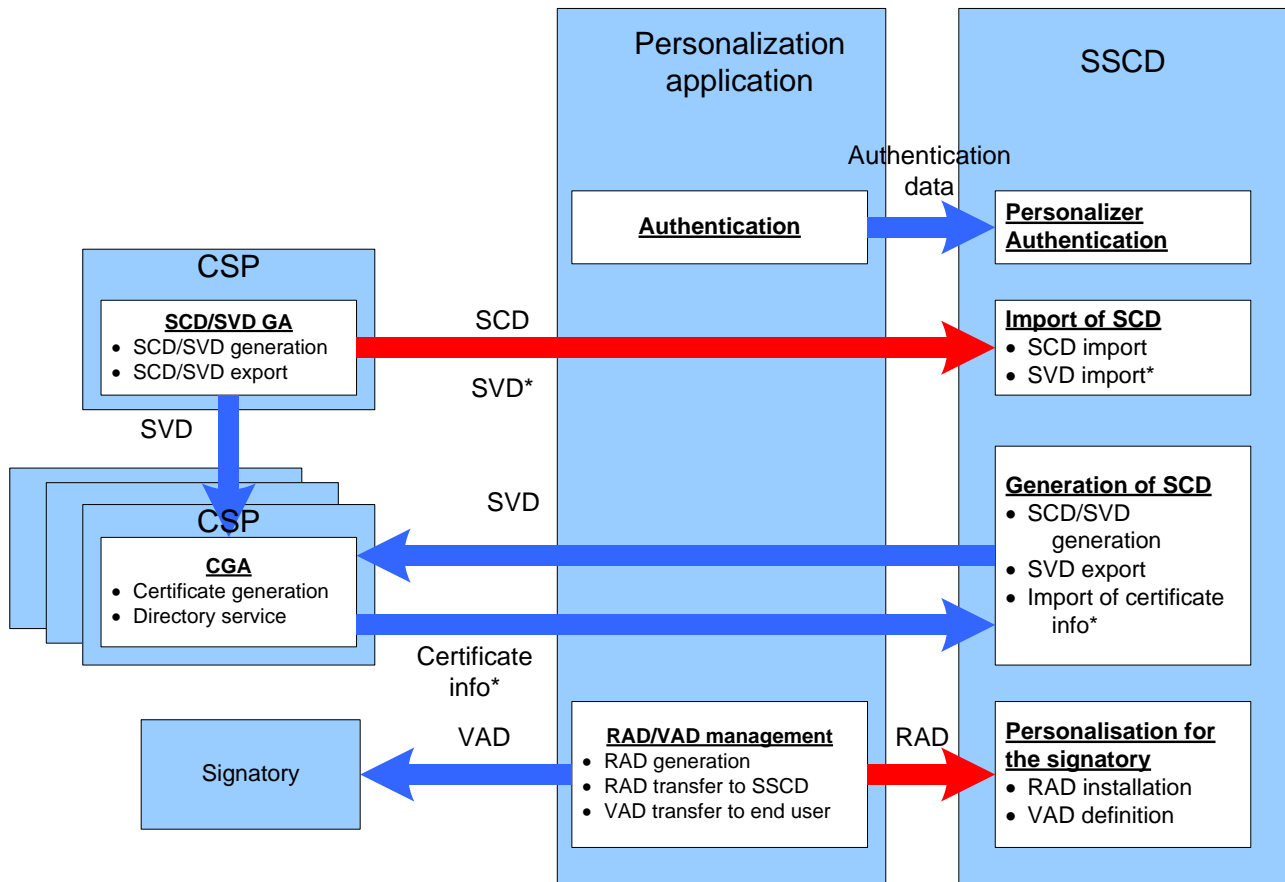 Personalization
application
SSCD
Authentication
data
Authentication
Personalizer
Authentication
CSP
SCD/SVD GA
• SCD/SVD generation
• SCD/SVD export
SCD
SVD*
Import of SCD
• SCD import
• SVD import*
SVD
CSP
CGA
• Certificate generation
• Directory service
SVD
Generation of SCD
• SCD/SVD
generation
• SVD export
• Import of certificate
info*
Certificate
info*
Signatory
VAD
RAD/VAD management
• RAD generation
• RAD transfer to SSCD
• VAD transfer to end user
RAD
Personalisation for
the signatory
• RAD installation
• VAD definition